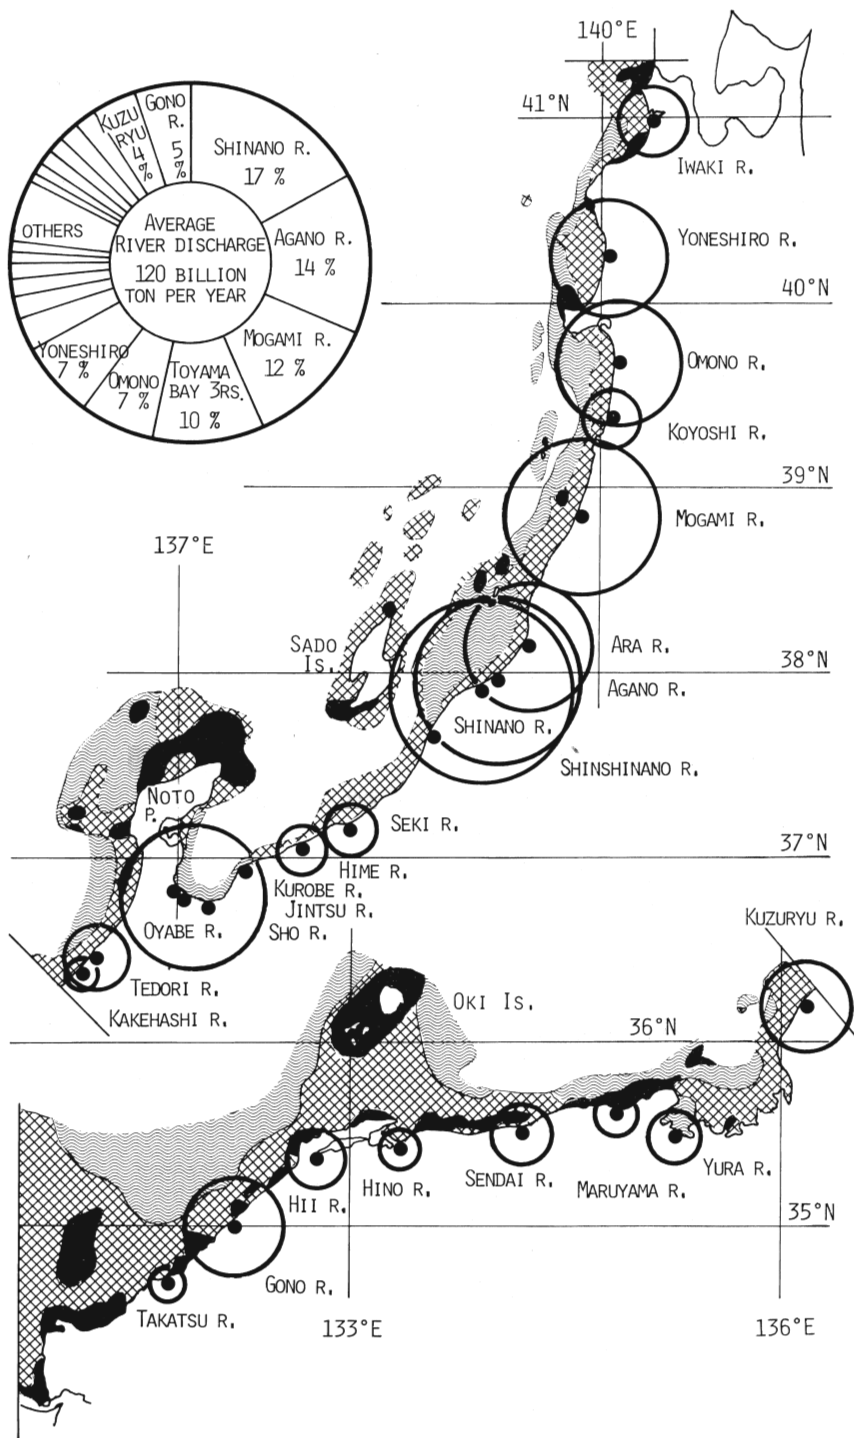 140°E
41°N
IWAKI R.
YONESHIRO R.
40°N
OMONO R.
KOYOSHI R.
39°N
MOGAMI R.
137°E
SADO
IS.
ARA R.
38°N
AGANO R.
SHINANO R.
SHINSHINANO R.
NOTO
P.
SEKI R.
37°N
HIME R.
KUROBE R.
JINTSU R.
OYABE R.
SHO R.
TEDORI R.
KAKEHASHI R.
KUZURYU R.
OKI IS.
36°N
YURA R.
SENDAI R.
MARUYAMA R.
HINO R.
HII R.
35°N
GONO R.
TAKATSU R.
133°E
136°E
KUZU
RYU
4
%
GONO
R.
5
%
SHINANO R.
17 %
AGANO R.
14 %
MOGAMI R.
12 %
TOYAMA
BAY 3RS.
10 %
OMONO
7 %
YONESHIRO
7 %
OTHERS
AVERAGE
RIVER DISCHARGE
120 BILLION
TON PER YEAR